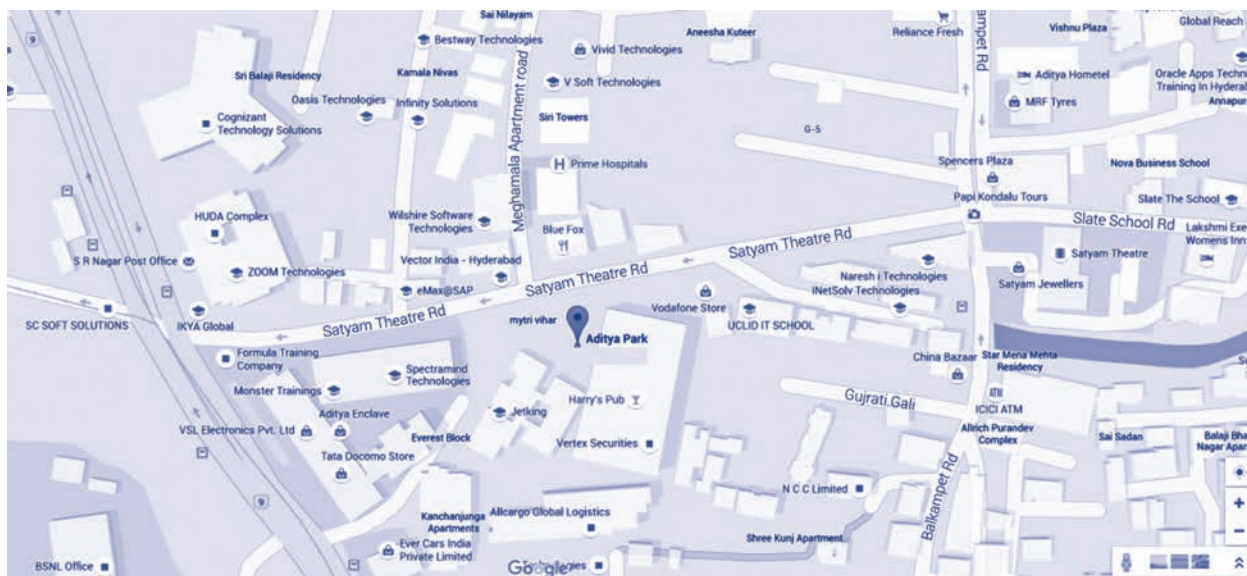 Sai Nilayam
Global Reach
Reliance Fresh
Vishnu Plaza
Aneesha Kuteer
9
Bestway Technologies
Vivid Technologies
Sri Balaji Residency
Kamala Nivas
V Soft Technologies
Aditya Hometel
Oracle Apps Techn
Training In Hyderab
Annapur
Oasis Technologies
Infinity Solutions
MRF Tyres
Cognizant
Technology Solutions
Siri Towers
G-5
Meghamala Apartment road
ampet Rd
Prime Hospitals
Spencers Plaza
Nova Business School
Papi Kondalu Tours
Slate The School
HUDA Complex
Wilshire Software
Technologies
Slate School Rd
Blue Fox
Satyam Theatre Rd
Lakshmi Exe
Womens Inn
S R Nagar Post Office
ZOOM Technologies
Vector India - Hyderabad
Satyam Theatre Rd
Satyam Theatre
Naresh i Technologies
Satyam Jewellers
eMax@SAP
INetSolv Technologies
Vodafone Store
SC SOFT SOLUTIONS
IKYA Global
Satyam Theatre Rd
mytri vihar
Aditya Park
UCLID IT SCHOOL
Formula Training
Company
China Bazaar
Star Mena Mehta
Residency
Spectramind
Technologies
Monster Trainings
Gujrati Gali
ATM
ICICI ATM
Aditya Enclave
Jetking
Harry's Pub
VSL Electronics Pvt. Ltd
Everest Block
Vertex Securities
Allrich Purandev
Complex
Sai Sadan
Balaji Bha
Nagar Apar
Tata Docomo Store
Balkampet Rd
N C C Limited
Kanchanjunga
Apartments
Allcargo Global Logistics
9
Shree Kunj Apartment
Ever Cars India
Private Limited
BSNL Office
Google